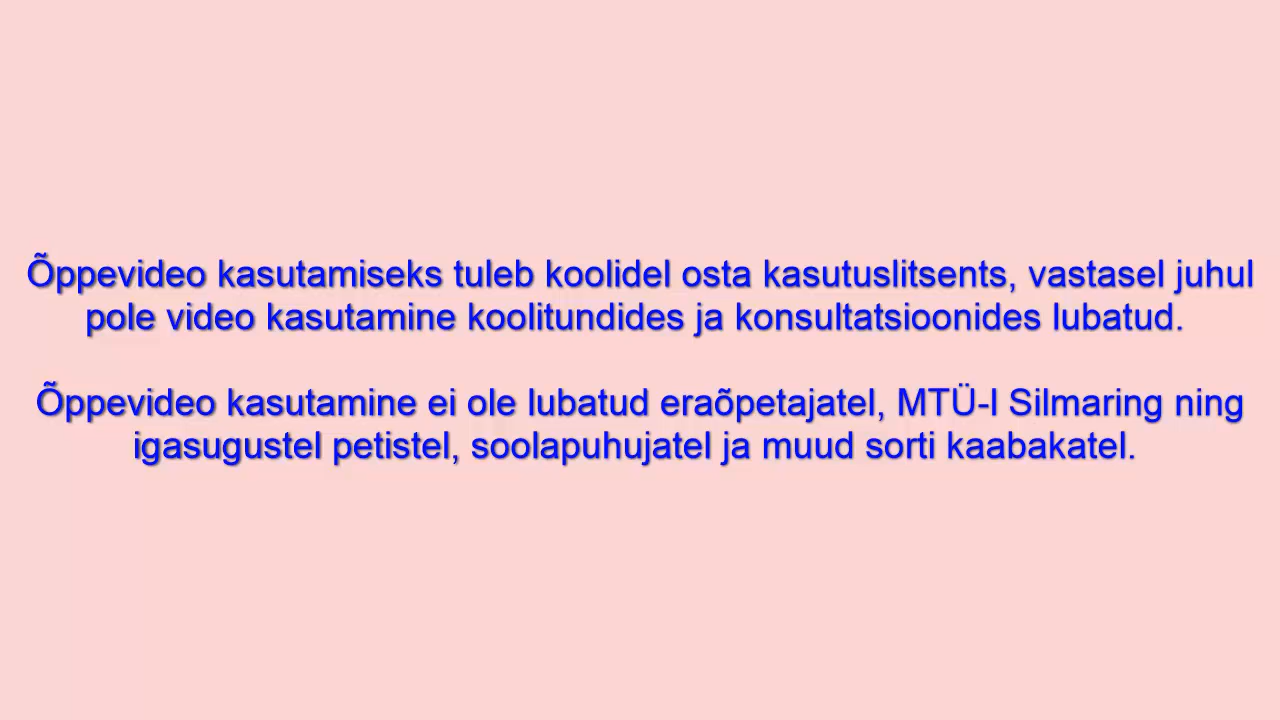 Õppevideo kasutamiseks tuleb koolidel osta kasutuslitsents, vastasel juhul
pole video kasutamine koolitundides ja konsultatsioonides lubatud.
Õppevideo kasutamine ei ole lubatud eraõpetajatel, MTÜ-l Silmaring ning
igasugustel petistel, soolapuhujatel ja muud sorti kaabakatel.